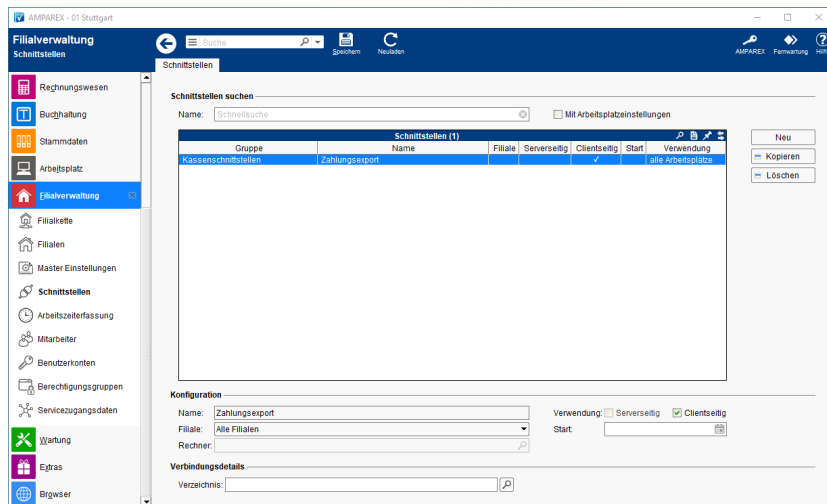 AMPAREX - 01 Stuttgart
Filialverwaltung
Schnittstellen
Suche
Speichern
Neuladen
AMPAREX
Fernwartung
Hilfe
Schnittstellen
Rechnungswesen
Buchhaltung
Stammdaten
Arbeitsplatz
Filialverwaltung
Filialkette
Filialen
Master Einstellungen
Schnittstellen
Arbeitszeiterfassung
Mitarbeiter
Benutzerkonten
Berechtigungsgruppen
Servicezugangsdaten
Wartung
Extras
Browser
Schnittstellen suchen
Name: Schnellsuche Mit Arbeitsplatzeinstellungen
Schnittstellen (1)
Gruppe Name Filiale Serverseitig Clientseitig Start Verwendung
Kassenschnittstellen Zahlungsexport ✓ alle Arbeitsplätze
Neu
Kopieren
Löschen
Konfiguration
Name: Zahlungsexport Verwendung: Serverseitig Clientseitig
Filiale: Alle Filialen Start:
Rechner:
Verbindungsdetails
Verzeichnis: